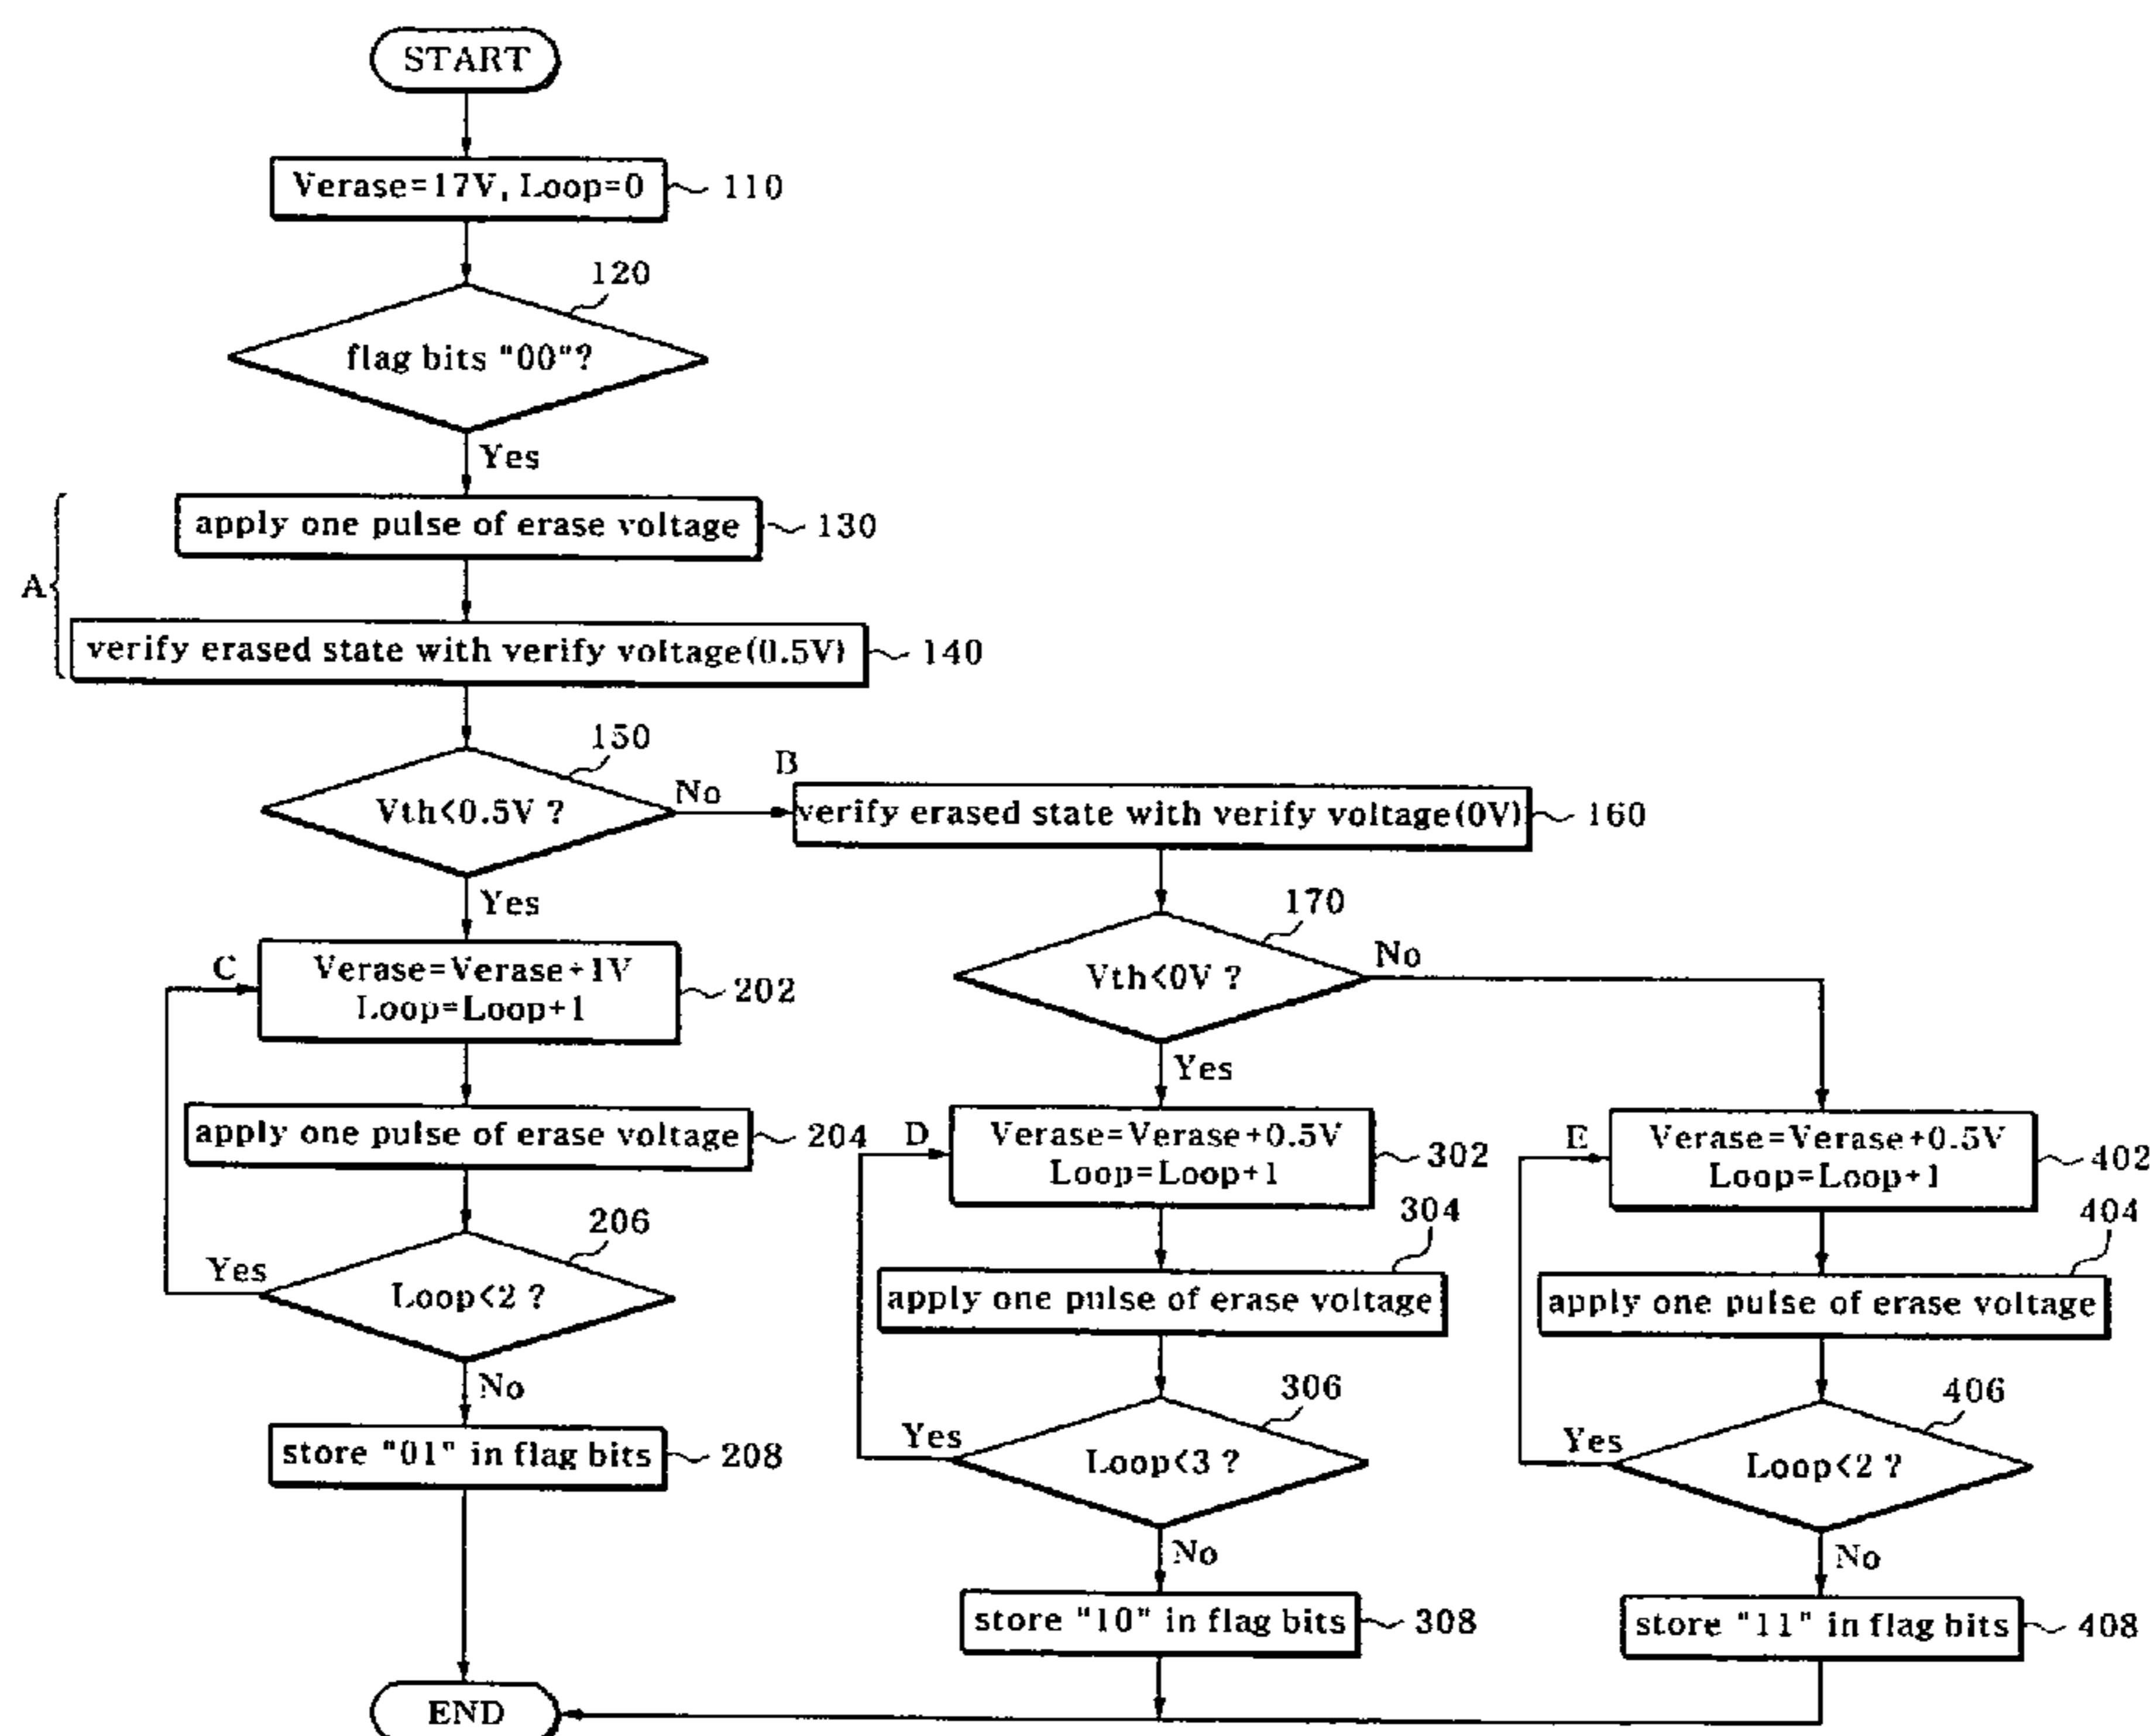 START
Verase=17V, Loop=0
110
120
flag bits "00"?
Yes
A
apply one pulse of erase voltage
130
verify erased state with verify voltage(0.5V)
140
150
Vth<0.5V ?
No
B
verify erased state with verify voltage(0V)
160
Yes
170
Vth<0V ?
No
C
Verase=Verase+1V
Loop=Loop+1
202
Yes
apply one pulse of erase voltage
204
D
Verase=Verase+0.5V
Loop=Loop+1
302
E
Verase=Verase+0.5V
Loop=Loop+1
402
206
Loop<2 ?
Yes
304
apply one pulse of erase voltage
404
apply one pulse of erase voltage
No
306
Loop<3 ?
Yes
406
Loop<2 ?
Yes
store "01" in flag bits
208
No
No
store "10" in flag bits
308
store "11" in flag bits
408
END